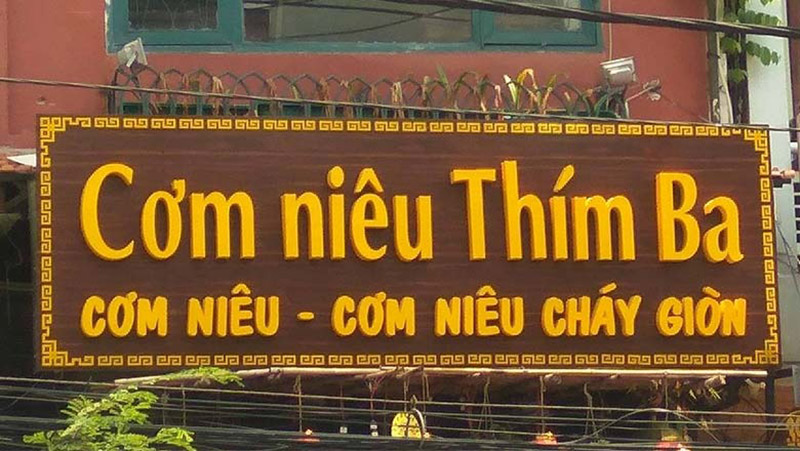 Cơm niêu Thím Ba
CƠM NIÊU - CƠM NIÊU CHÁY GIÒN